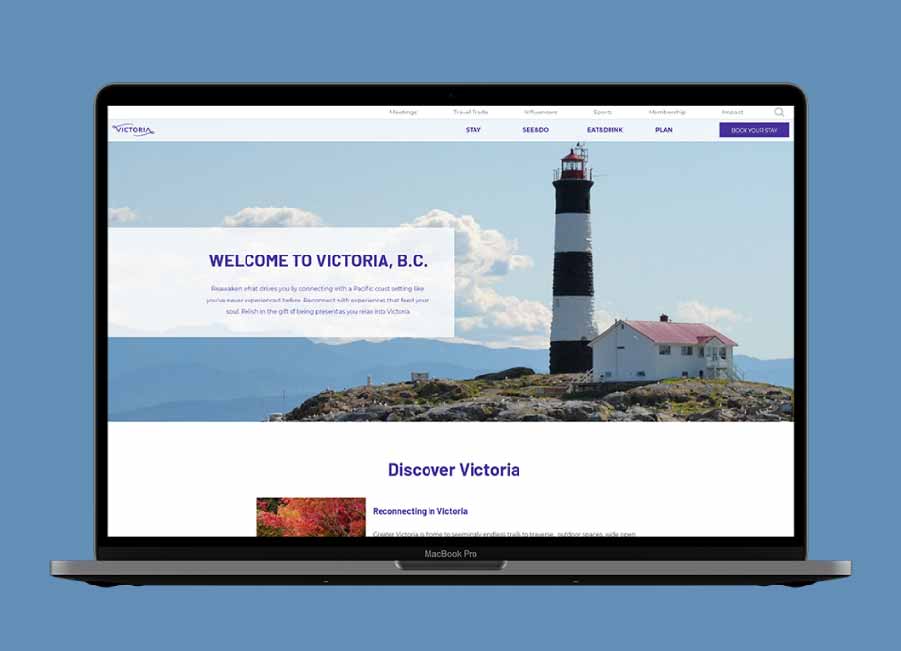 Meetings Travel Trade Influencers Sports Membership Impact
VICTORIA STAY SEE&DO EAT&DRINK PLAN BOOK YOUR STAY
WELCOME TO VICTORIA, B.C.
Reawaken what drives you by connecting with a Pacific coast setting like
you've never experienced before. Reconnect with experiences that feed your
soul. Relish in the gift of being present as you relax into Victoria.
Discover Victoria
Reconnecting in Victoria
Greater Victoria is home to seemingly endless trails to traverse, outdoor spaces, wide open
MacBook Pro